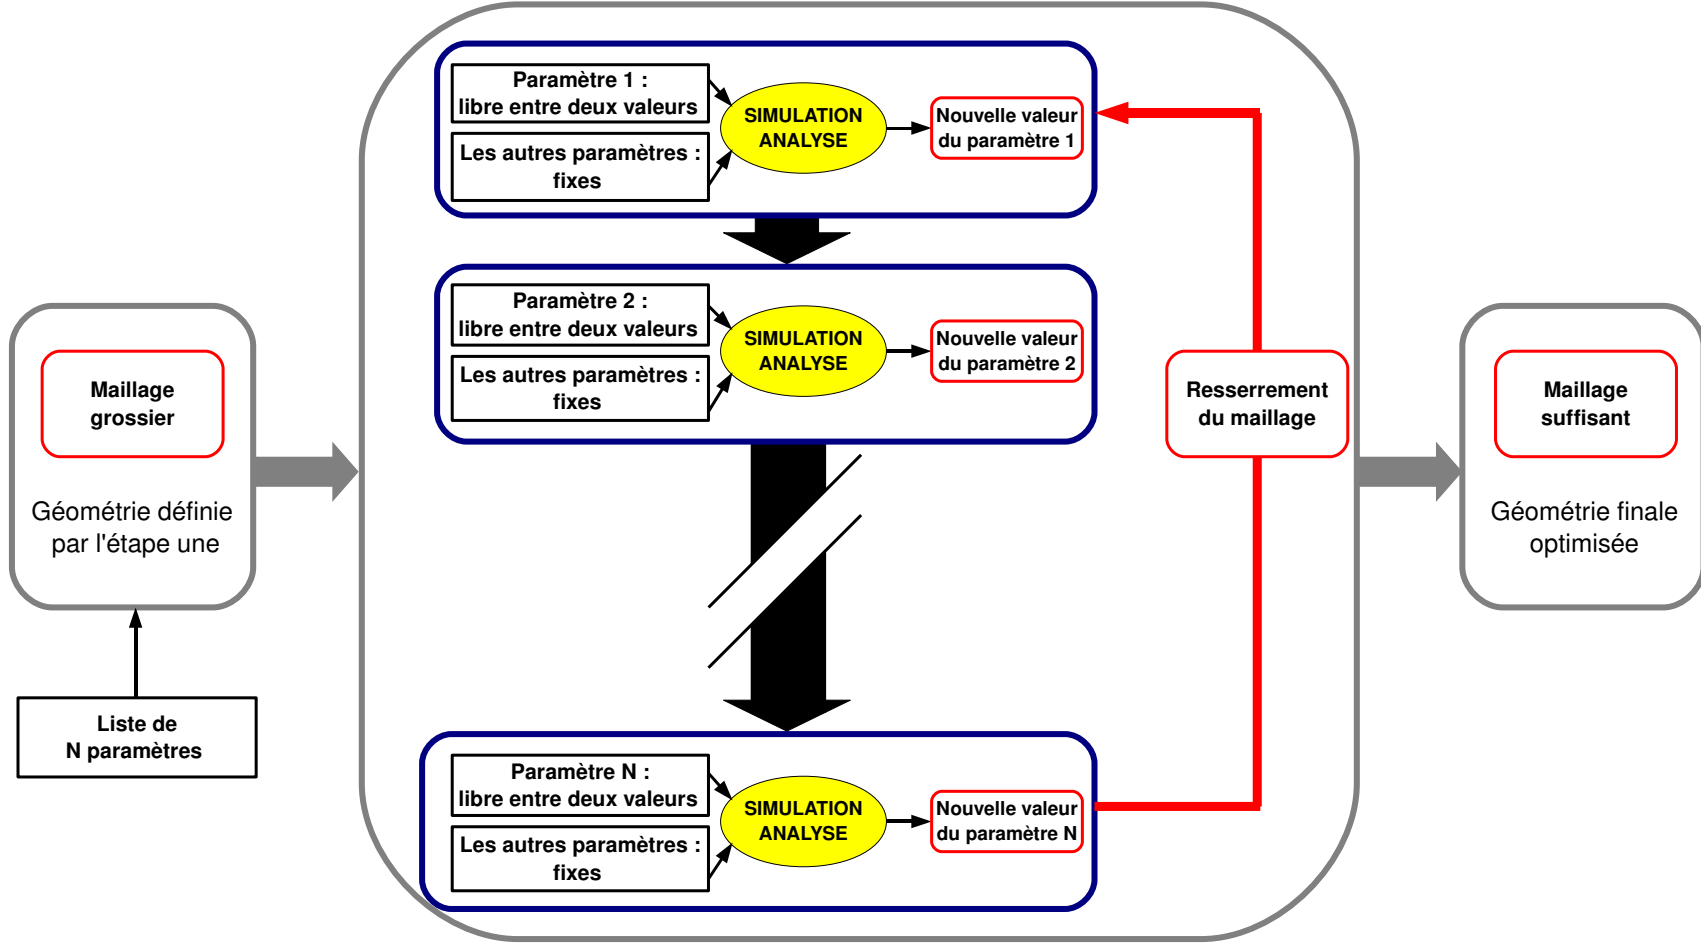 Maillage
grossier
Géométrie définie
par l'étape une
Liste de
N paramètres
Paramètre 1 :
libre entre deux valeurs
Les autres paramètres :
fixes
SIMULATION
ANALYSE
Nouvelle valeur
du paramètre 1
Paramètre 2 :
libre entre deux valeurs
Les autres paramètres :
fixes
SIMULATION
ANALYSE
Nouvelle valeur
du paramètre 2
Paramètre N :
libre entre deux valeurs
Les autres paramètres :
fixes
SIMULATION
ANALYSE
Nouvelle valeur
du paramètre N
Resserrement
du maillage
Maillage
suffisant
Géométrie finale
optimisée